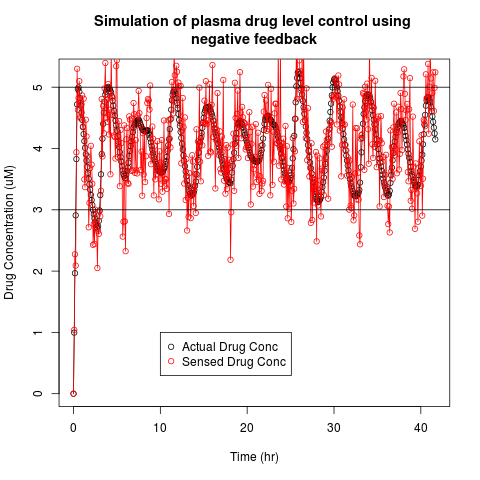 Simulation of plasma drug level control using
negative feedback
Drug Concentration (uM)
5
4
3
2
1
0
Actual Drug Conc
Sensed Drug Conc
0 10 20 30 40
Time (hr)